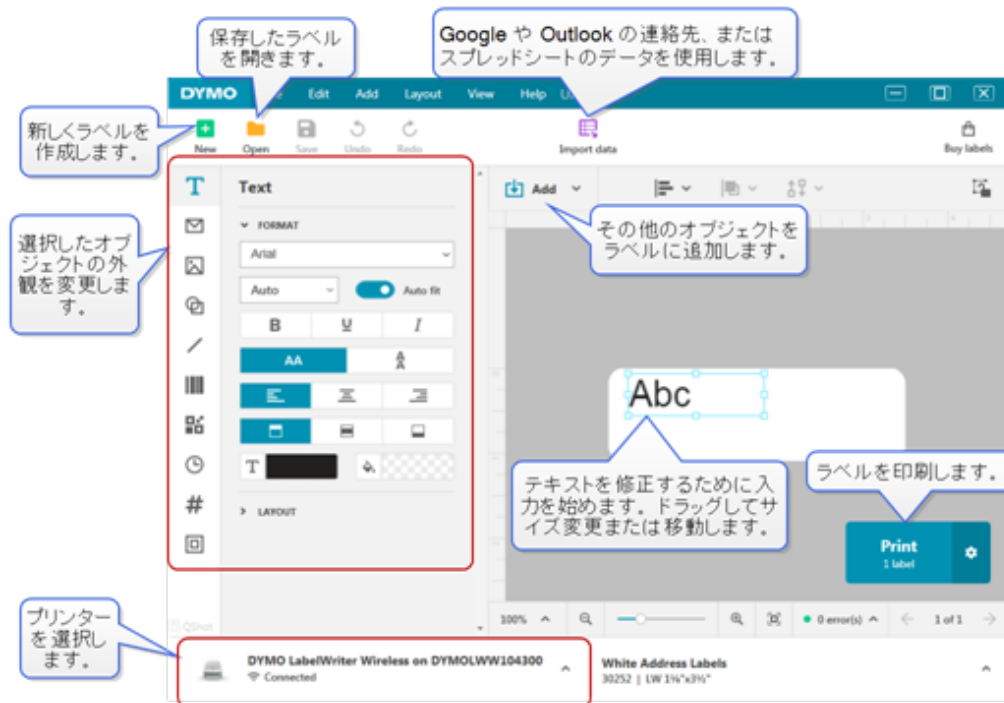 保存したラベル
を開きます。
Google や Outlook の連絡先、または
スプレッドシートのデータを使用します。
DYMO Edit Add Layout View Help
新しくラベルを
作成します。
New Open Save Undo Redo Import data Buy labels
Text
Add
FORMAT
その他のオブジェクトを
ラベルに追加します。
選択したオブ
ジェクトの外
観を変更しま
す。
Arial
Auto Auto fit
B U I
AA A
A
Abc
T
ラベルを印刷します。
テキストを修正するために入
力を始めます。ドラッグしてサ
イズ変更または移動します。
#
LAYOUT
Print
1 label
プリンター
を選択し
ます。
QShot
100% 0 error(s) 1 of 1
DYMO LabelWriter Wireless on DYMOLWW104300
Connected
White Address Labels
30252 | LW 1⅛"x3½"